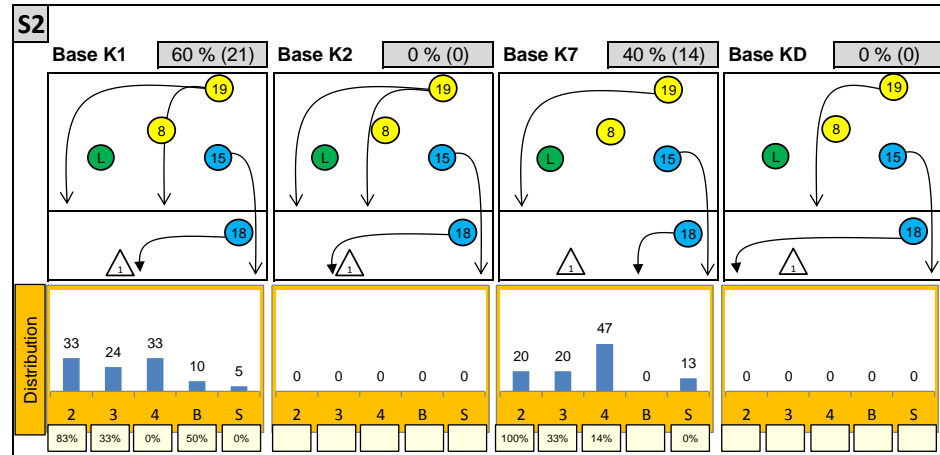 S2
Base K1 60 % (21) Base K2 0 % (0) Base K7 40 % (14) Base KD 0 % (0)
19 19 19 19
8 8 8 8
L 15 L 15 L 15 L 15
18 18 18 18
1 1 1 1
Distribution
33 24 33 10 5 0 0 0 0 0 20 20 47 0 13 0 0 0 0 0
2 3 4 B S 2 3 4 B S 2 3 4 B S 2 3 4 B S
83% 33% 0% 50% 0% 100% 33% 14% 0%